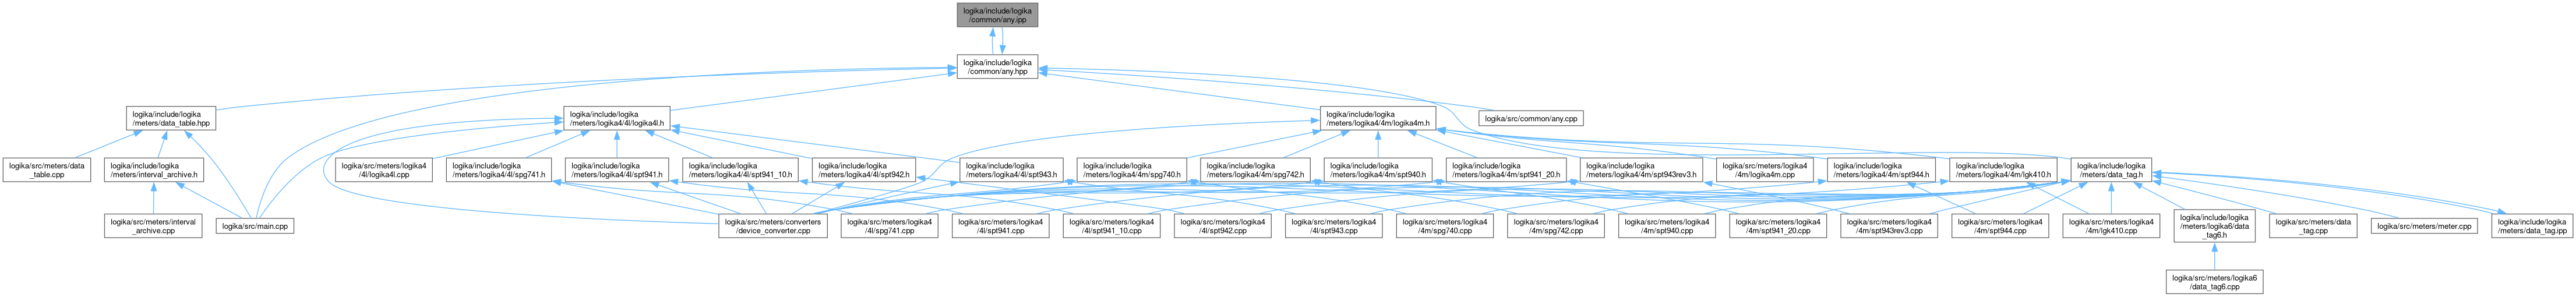 logika/include/logika
/common/any.ipp
logika/include/logika
/common/any.hpp
logika/include/logika
/meters/data_table.hpp
logika/include/logika
/meters/logika4/4l/logika4l.h
logika/include/logika
/meters/logika4/4m/logika4m.h
logika/src/common/any.cpp
logika/src/meters/data
_table.cpp
logika/include/logika
/meters/interval_archive.h
logika/src/meters/logika4
/4l/logika4l.cpp
logika/include/logika
/meters/logika4/4l/spg741.h
logika/include/logika
/meters/logika4/4l/spt941.h
logika/include/logika
/meters/logika4/4l/spt941_10.h
logika/include/logika
/meters/logika4/4l/spt942.h
logika/include/logika
/meters/logika4/4l/spt943.h
logika/include/logika
/meters/logika4/4m/spg740.h
logika/include/logika
/meters/logika4/4m/spg742.h
logika/include/logika
/meters/logika4/4m/spt940.h
logika/include/logika
/meters/logika4/4m/spt941_20.h
logika/include/logika
/meters/logika4/4m/spt943rev3.h
logika/src/meters/logika4
/4m/logika4m.cpp
logika/include/logika
/meters/logika4/4m/spt944.h
logika/include/logika
/meters/logika4/4m/lgk410.h
logika/include/logika
/meters/data_tag.h
logika/src/meters/interval
_archive.cpp
logika/src/main.cpp
logika/src/meters/converters
/device_converter.cpp
logika/src/meters/logika4
/4l/spg741.cpp
logika/src/meters/logika4
/4l/spt941.cpp
logika/src/meters/logika4
/4l/spt941_10.cpp
logika/src/meters/logika4
/4l/spt942.cpp
logika/src/meters/logika4
/4l/spt943.cpp
logika/src/meters/logika4
/4m/spg740.cpp
logika/src/meters/logika4
/4m/spg742.cpp
logika/src/meters/logika4
/4m/spt940.cpp
logika/src/meters/logika4
/4m/spt941_20.cpp
logika/src/meters/logika4
/4m/spt943rev3.cpp
logika/src/meters/logika4
/4m/spt944.cpp
logika/src/meters/logika4
/4m/lgk410.cpp
logika/include/logika
/meters/logika6/data
_tag6.h
logika/src/meters/data
_tag.cpp
logika/src/meters/meter.cpp
logika/include/logika
/meters/data_tag.ipp
logika/src/meters/logika6
/data_tag6.cpp